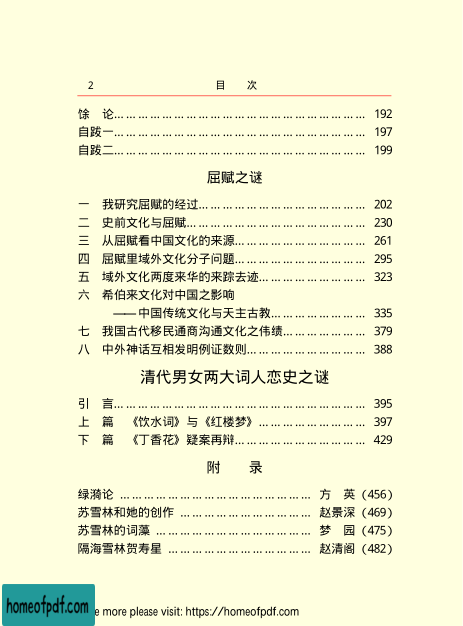 2 目 次
馀 论…………………………………………………… 192
自跋一…………………………………………………… 197
自跋二…………………………………………………… 199
屈赋之谜
一 我研究屈赋的经过…………………………………… 202
二 史前文化与屈赋……………………………………… 230
三 从屈赋看中国文化的来源…………………………… 261
四 屈赋里域外文化分子问题…………………………… 295
五 域外文化两度来华的来踪去迹……………………… 323
六 希伯来文化对中国之影响
——中国传统文化与天主古教…………………… 335
七 我国古代移民通商沟通文化之伟绩………………… 379
八 中外神话互相发明例证数则………………………… 388
清代男女两大词人恋史之谜
引 言…………………………………………………… 395
上 篇 《饮水词》与《红楼梦》……………………… 397
下 篇 《丁香花》疑案再辩…………………………… 429
附 录
绿漪论 ………………………………………… 方 英 (456)
苏雪林和她的创作 …………………………… 赵景深 (469)
苏雪林的词藻 ………………………………… 梦 园 (475)
隔海雪林贺寿星 ……………………………… 赵清阁 (482)
homeofpdf.com
e more please visit: https://homeofpdf.com